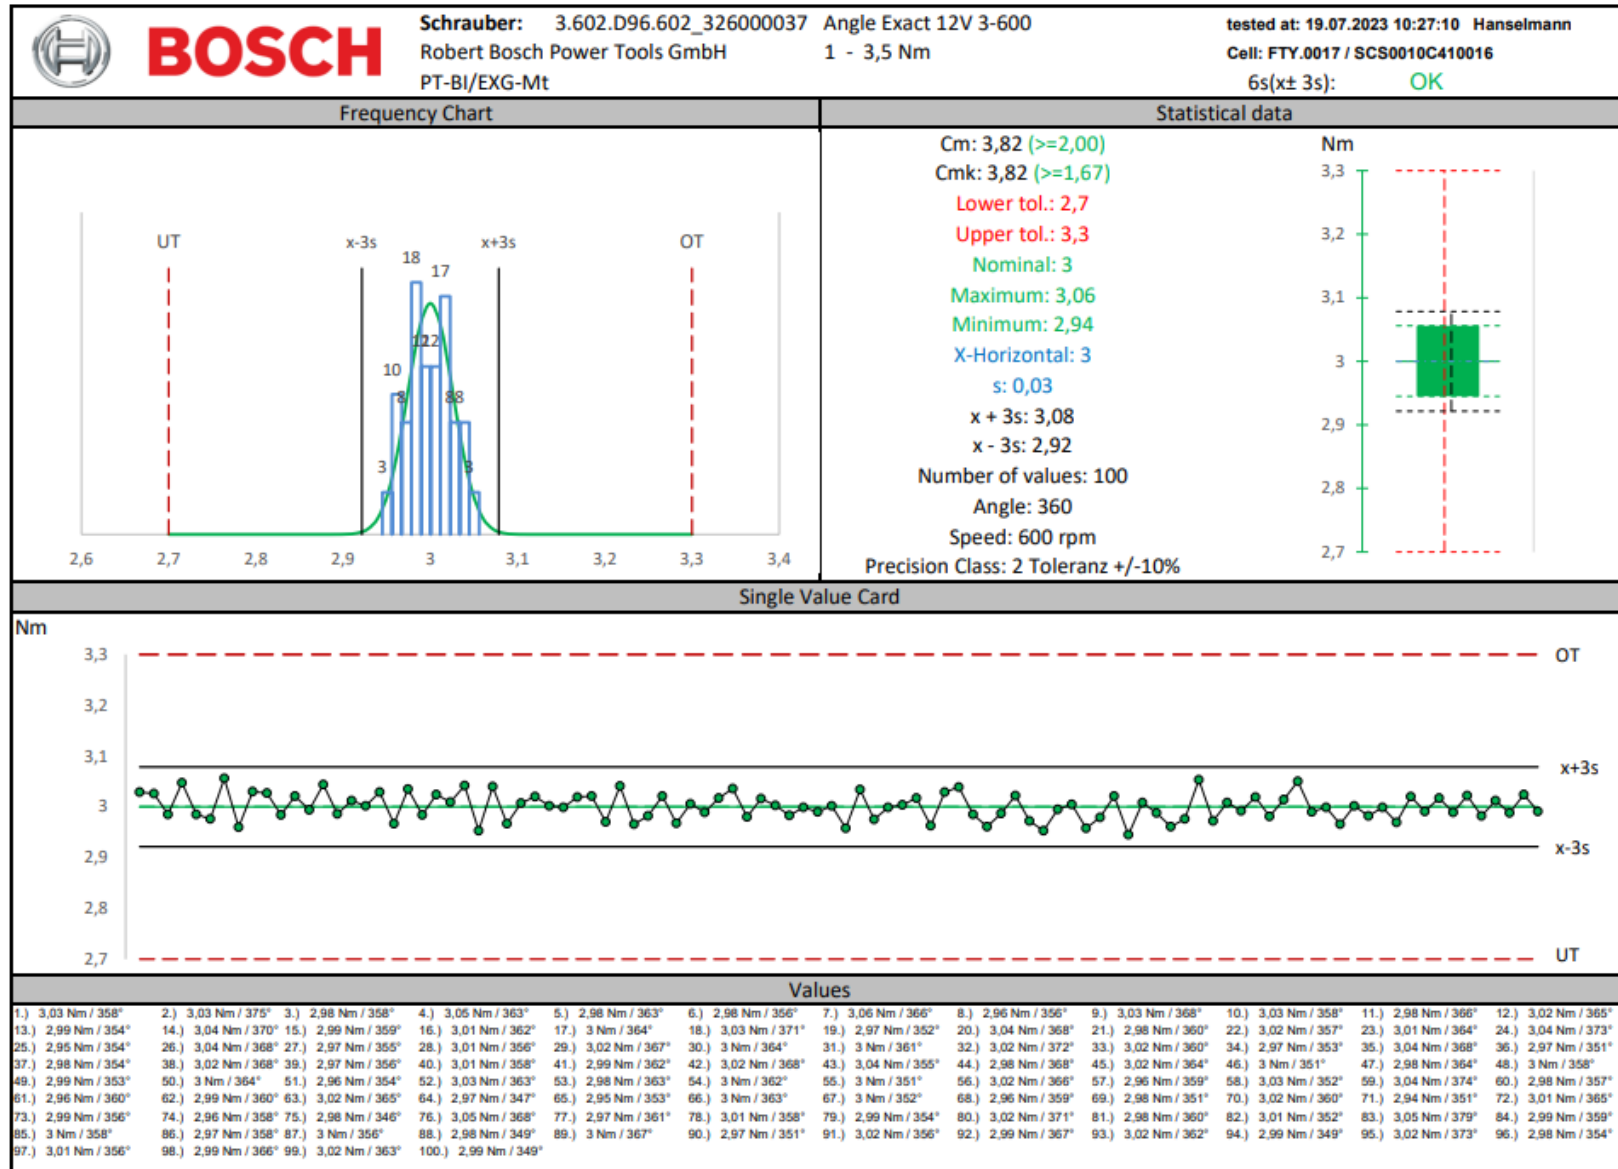 BOSCH
Schrauber: 3.602.D96.602_326000037 Angle Exact 12V 3-600
Robert Bosch Power Tools GmbH 1 - 3,5 Nm
PT-BI/EXG-Mt
tested at: 19.07.2023 10:27:10 Hanselmann
Cell: FTY.0017 / SCS0010C410016
6s(x± 3s): OK
Frequency Chart
UT x-3s x+3s OT
18 17
12 12
10
8 8 8
3 3
2,6 2,7 2,8 2,9 3 3,1 3,2 3,3 3,4
Statistical data
Cm: 3,82 (>=2,00)
Cmk: 3,82 (>=1,67)
Lower tol.: 2,7
Upper tol.: 3,3
Nominal: 3
Maximum: 3,06
Minimum: 2,94
X-Horizontal: 3
s: 0,03
x + 3s: 3,08
x - 3s: 2,92
Number of values: 100
Angle: 360
Speed: 600 rpm
Precision Class: 2 Toleranz +/-10%
Nm
3,3
3,2
3,1
3
2,9
2,8
2,7
Single Value Card
Nm
3,3 OT
3,2
3,1 x+3s
3
2,9 x-3s
2,8
2,7 UT
Values
1.) 3,03 Nm / 358° 2.) 3,03 Nm / 375° 3.) 2,98 Nm / 358° 4.) 3,05 Nm / 363° 5.) 2,98 Nm / 363° 6.) 2,98 Nm / 356° 7.) 3,06 Nm / 366° 8.) 2,96 Nm / 356° 9.) 3,03 Nm / 368° 10.) 3,03 Nm / 358° 11.) 2,98 Nm / 366° 12.) 3,02 Nm / 365°
13.) 2,99 Nm / 354° 14.) 3,04 Nm / 370° 15.) 2,99 Nm / 359° 16.) 3,01 Nm / 362° 17.) 3 Nm / 364° 18.) 3,03 Nm / 371° 19.) 2,97 Nm / 352° 20.) 3,04 Nm / 368° 21.) 2,98 Nm / 360° 22.) 3,02 Nm / 357° 23.) 3,01 Nm / 364° 24.) 3,04 Nm / 373°
25.) 2,95 Nm / 354° 26.) 3,04 Nm / 368° 27.) 2,97 Nm / 355° 28.) 3,01 Nm / 356° 29.) 3,02 Nm / 367° 30.) 3 Nm / 364° 31.) 3 Nm / 361° 32.) 3,02 Nm / 372° 33.) 3,02 Nm / 360° 34.) 2,97 Nm / 353° 35.) 3,04 Nm / 368° 36.) 2,97 Nm / 351°
37.) 2,98 Nm / 354° 38.) 3,02 Nm / 368° 39.) 2,97 Nm / 356° 40.) 3,01 Nm / 358° 41.) 2,99 Nm / 362° 42.) 3,02 Nm / 368° 43.) 3,04 Nm / 355° 44.) 2,98 Nm / 368° 45.) 3,02 Nm / 364° 46.) 3 Nm / 351° 47.) 2,98 Nm / 364° 48.) 3 Nm / 358°
49.) 2,99 Nm / 353° 50.) 3 Nm / 364° 51.) 2,96 Nm / 354° 52.) 3,03 Nm / 363° 53.) 2,98 Nm / 363° 54.) 3 Nm / 362° 55.) 3 Nm / 351° 56.) 3,02 Nm / 366° 57.) 2,96 Nm / 359° 58.) 3,03 Nm / 352° 59.) 3,04 Nm / 374° 60.) 2,98 Nm / 357°
61.) 2,96 Nm / 360° 62.) 2,99 Nm / 360° 63.) 3,02 Nm / 365° 64.) 2,97 Nm / 347° 65.) 2,95 Nm / 353° 66.) 3 Nm / 363° 67.) 3 Nm / 352° 68.) 2,96 Nm / 359° 69.) 2,98 Nm / 351° 70.) 3,02 Nm / 360° 71.) 2,94 Nm / 351° 72.) 3,01 Nm / 365°
73.) 2,99 Nm / 356° 74.) 2,96 Nm / 358° 75.) 2,98 Nm / 346° 76.) 3,05 Nm / 368° 77.) 2,97 Nm / 361° 78.) 3,01 Nm / 358° 79.) 2,99 Nm / 354° 80.) 3,02 Nm / 371° 81.) 2,98 Nm / 360° 82.) 3,01 Nm / 352° 83.) 3,05 Nm / 379° 84.) 2,99 Nm / 359°
85.) 3 Nm / 358° 86.) 2,97 Nm / 358° 87.) 3 Nm / 356° 88.) 2,98 Nm / 349° 89.) 3 Nm / 367° 90.) 2,97 Nm / 351° 91.) 3,02 Nm / 356° 92.) 2,99 Nm / 367° 93.) 3,02 Nm / 362° 94.) 2,99 Nm / 349° 95.) 3,02 Nm / 373° 96.) 2,98 Nm / 354°
97.) 3,01 Nm / 356° 98.) 2,99 Nm / 366° 99.) 3,02 Nm / 363° 100.) 2,99 Nm / 349°